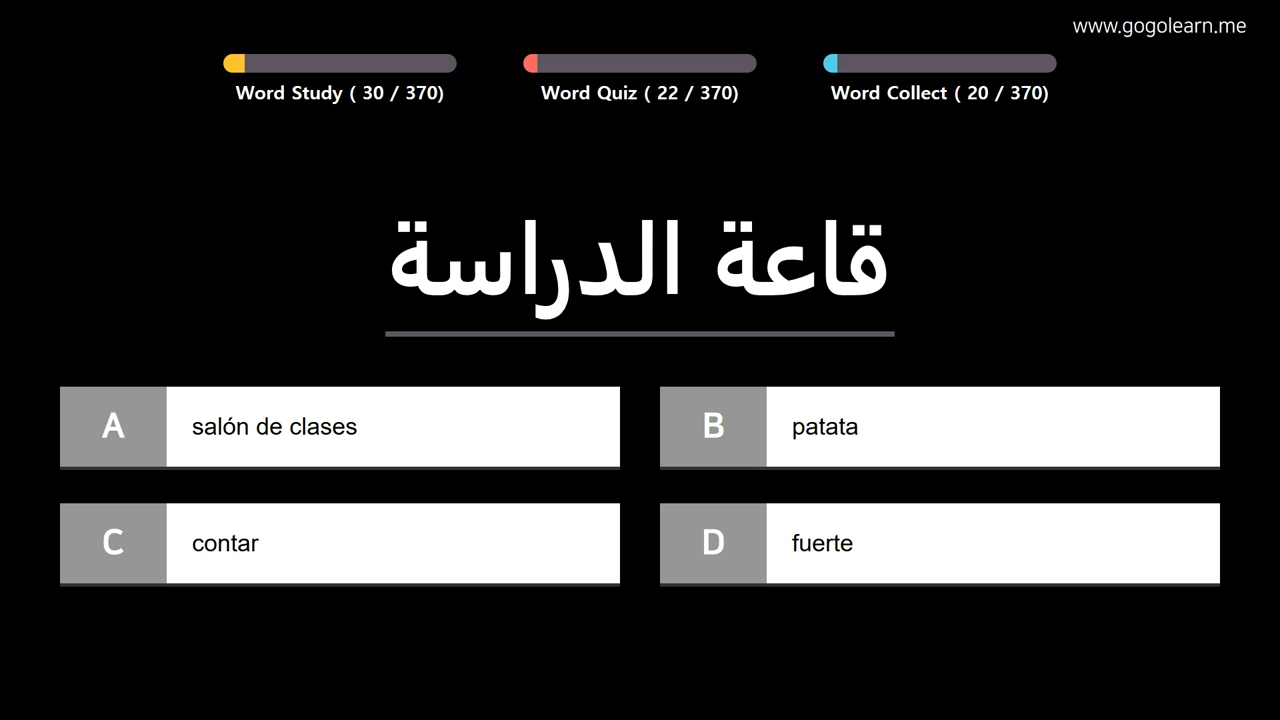 www.gogolearn.me
Word Study ( 30 / 370)
Word Quiz ( 22 / 370)
Word Collect ( 20 / 370)
قاعة الدراسة
A
salón de clases
B
patata
C
contar
D
fuerte